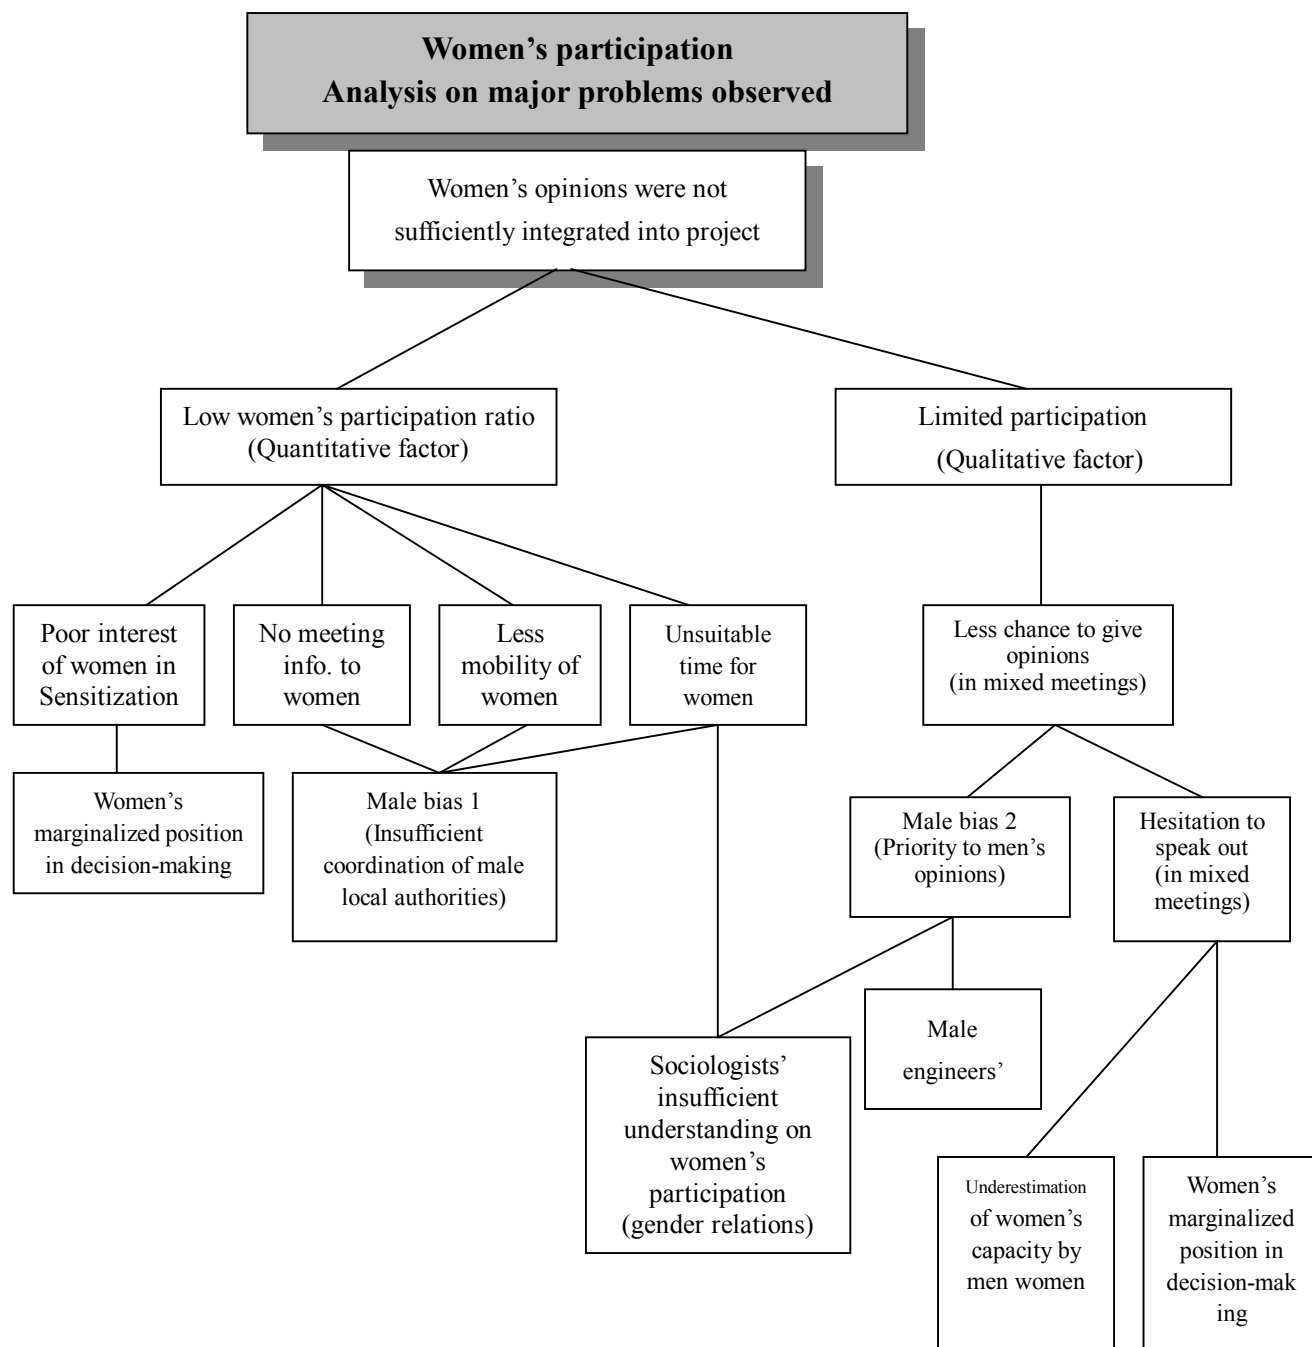 Women’s participation
Analysis on major problems observed
Women’s opinions were not
sufficiently integrated into project
Low women’s participation ratio
(Quantitative factor)
Limited participation
(Qualitative factor)
Poor interest
of women in
Sensitization
No meeting
info. to
women
Less
mobility of
women
Unsuitable
time for
women
Less chance to give
opinions
(in mixed meetings)
Women’s
marginalized position
in decision-making
Male bias 1
(Insufficient
coordination of male
local authorities)
Male bias 2
(Priority to men’s
opinions)
Hesitation to
speak out
(in mixed
meetings)
Male
engineers’
Sociologists’
insufficient
understanding on
women’s
participation
(gender relations)
Underestimation
of women’s
capacity by
men women
Women’s
marginalized
position in
decision-mak
ing